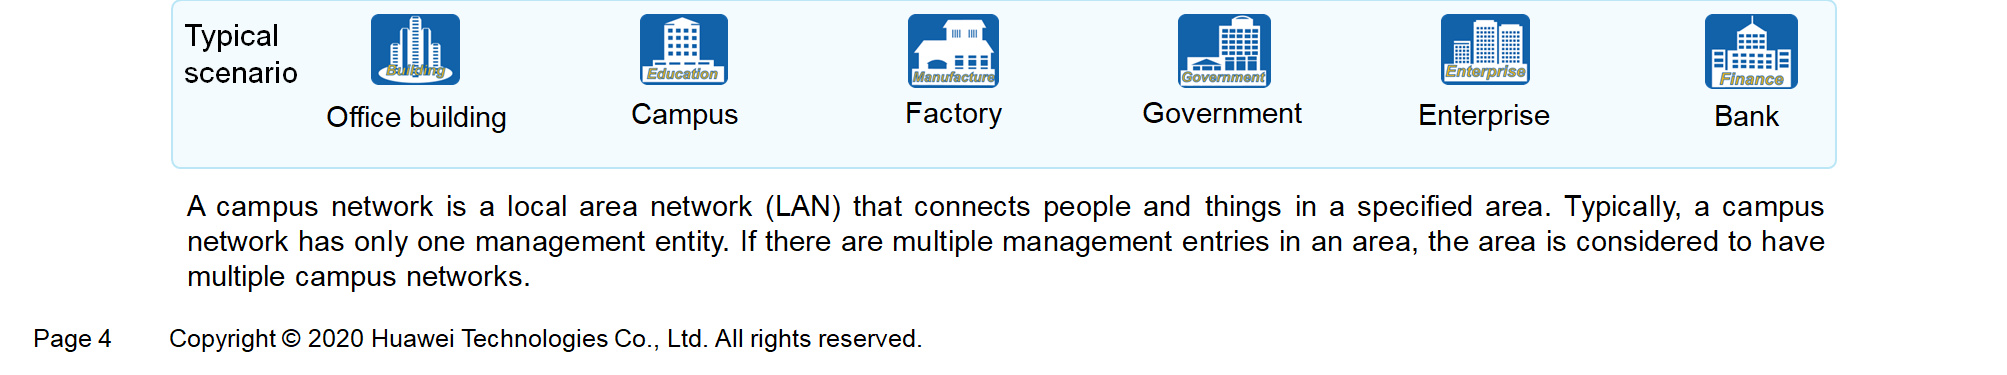 Typical
scenario
Building
Education
Manufacture
Government
Enterprise
Finance
Office building
Campus
Factory
Government
Enterprise
Bank
A campus network is a local area network (LAN) that connects people and things in a specified area. Typically, a campus
network has only one management entity. If there are multiple management entries in an area, the area is considered to have
multiple campus networks.
Page 4
Copyright © 2020 Huawei Technologies Co., Ltd. All rights reserved.